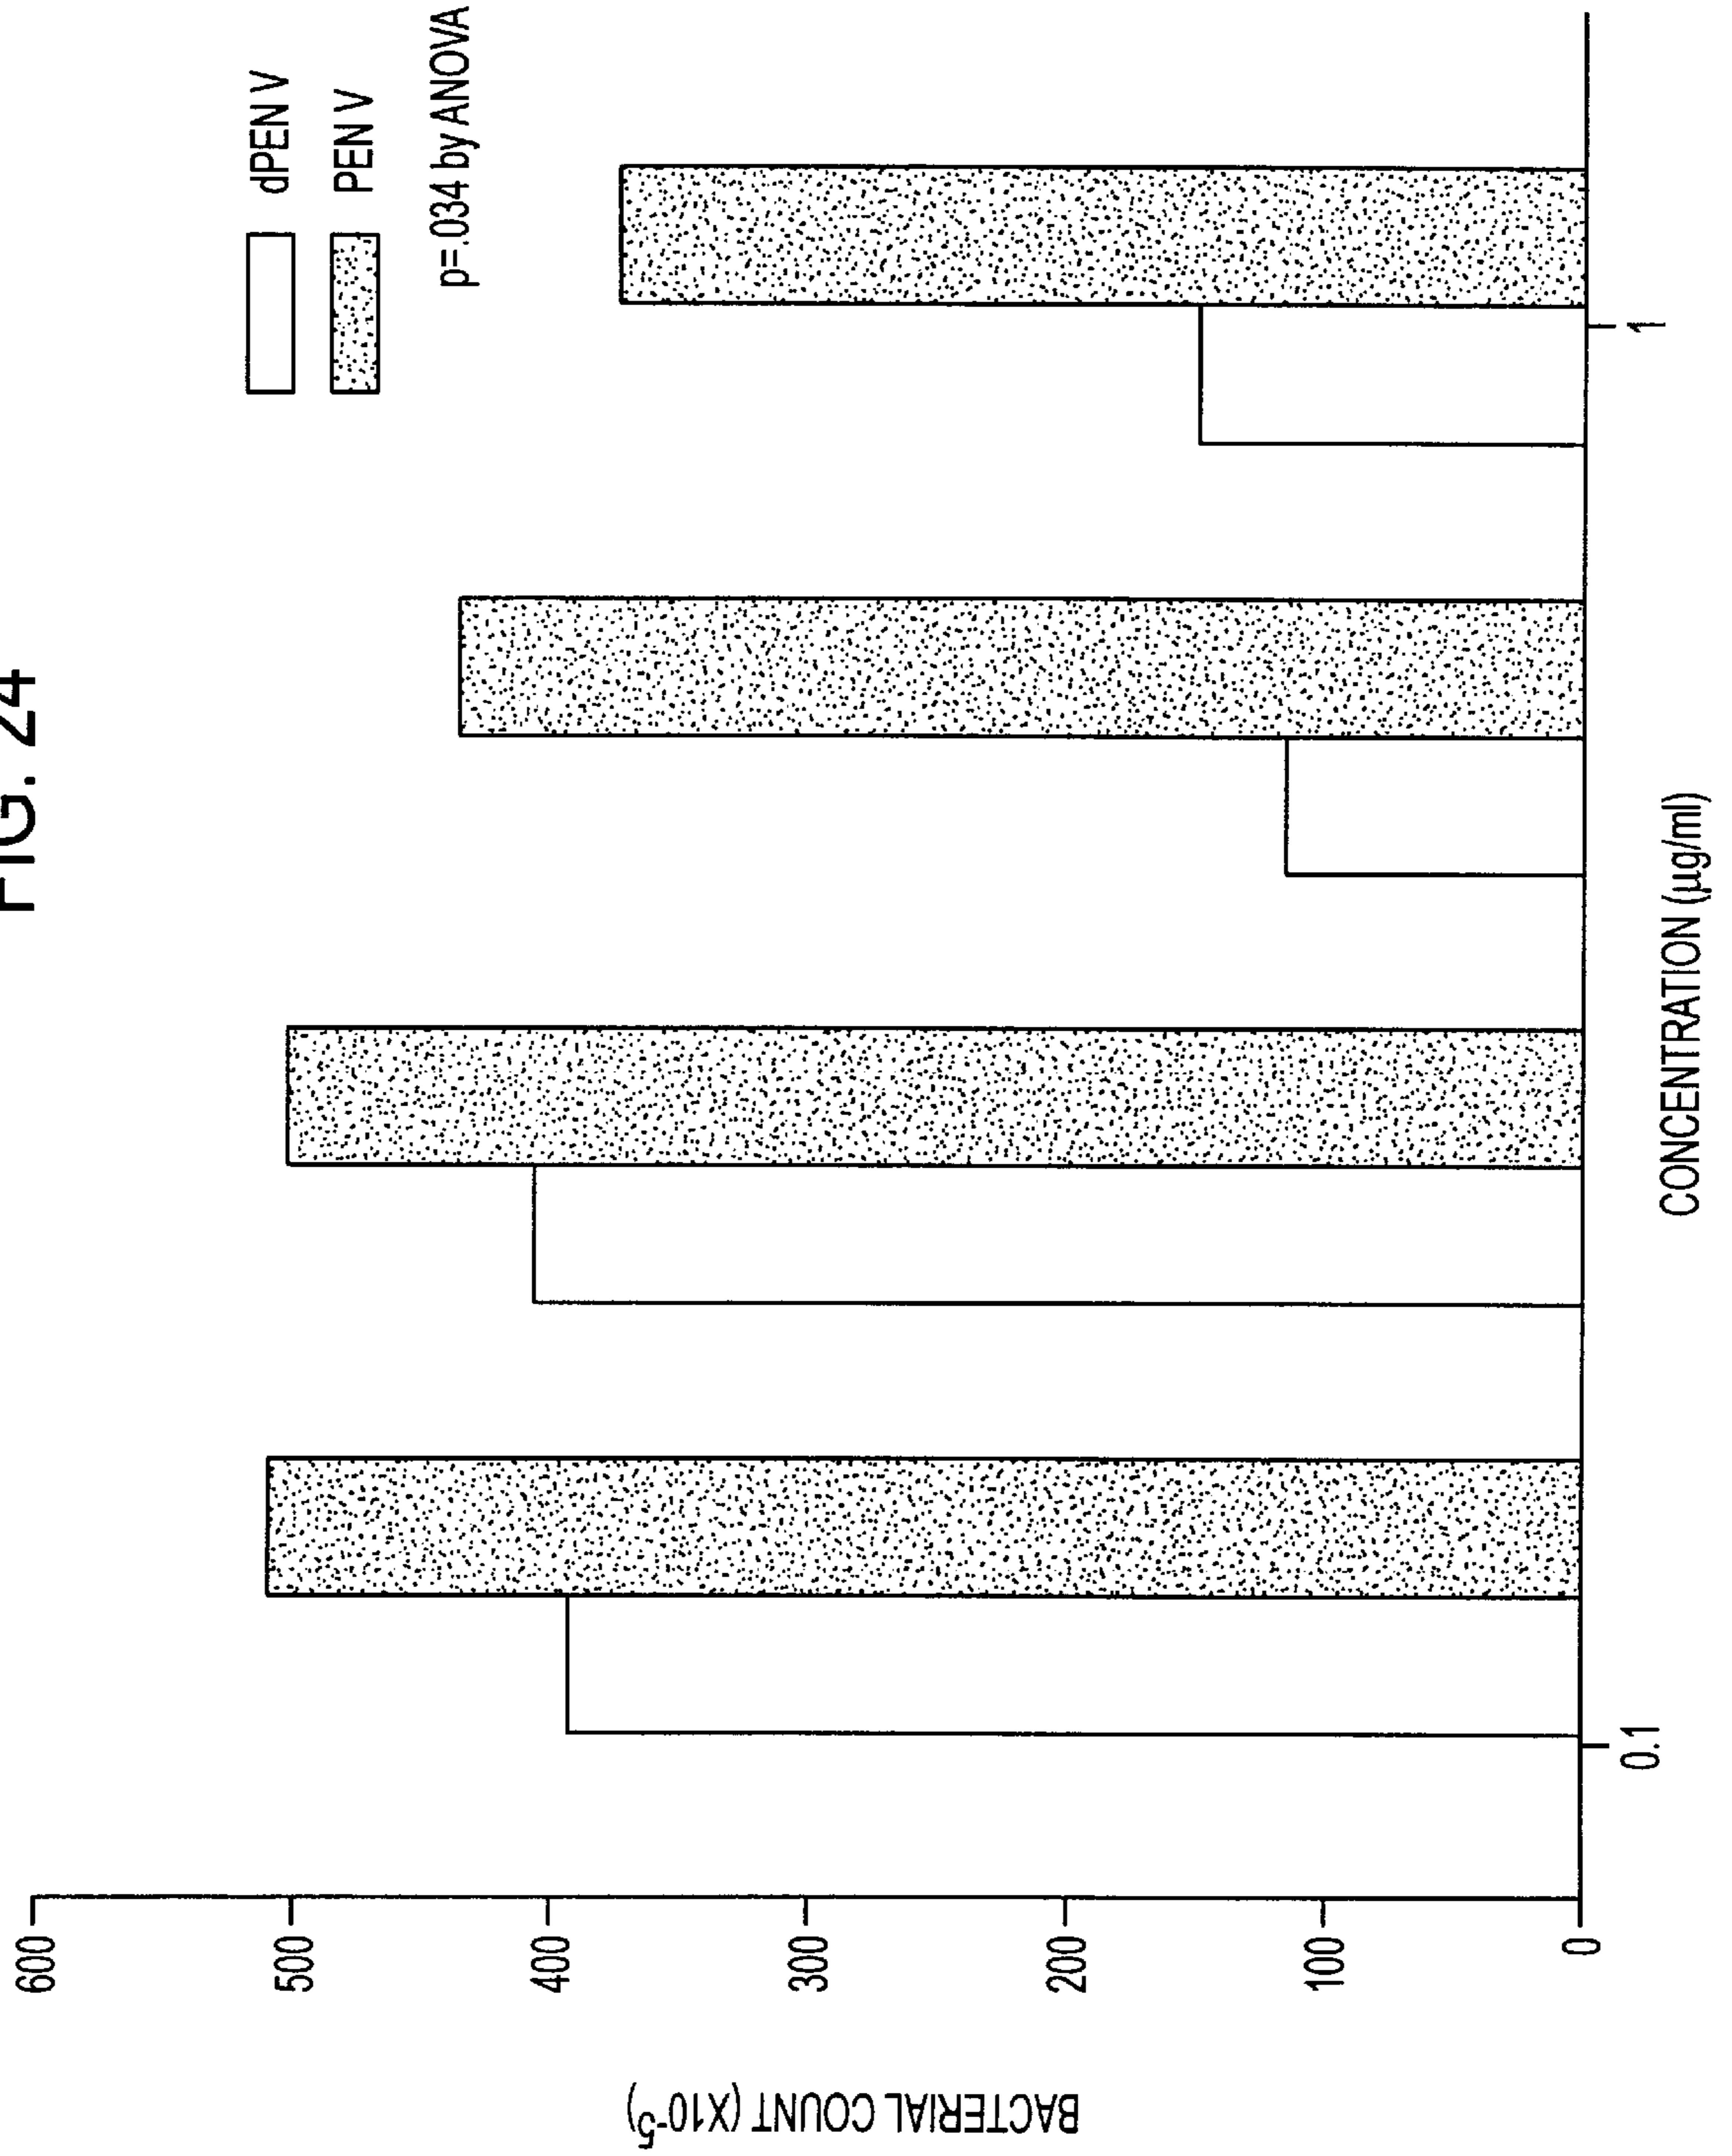 FIG. 24
dPEN V
PEN V
p=.034 by ANOVA
BACTERIAL COUNT (X10-5)
600
500
400
300
200
100
0
0.1
1
CONCENTRATION (µg/ml)